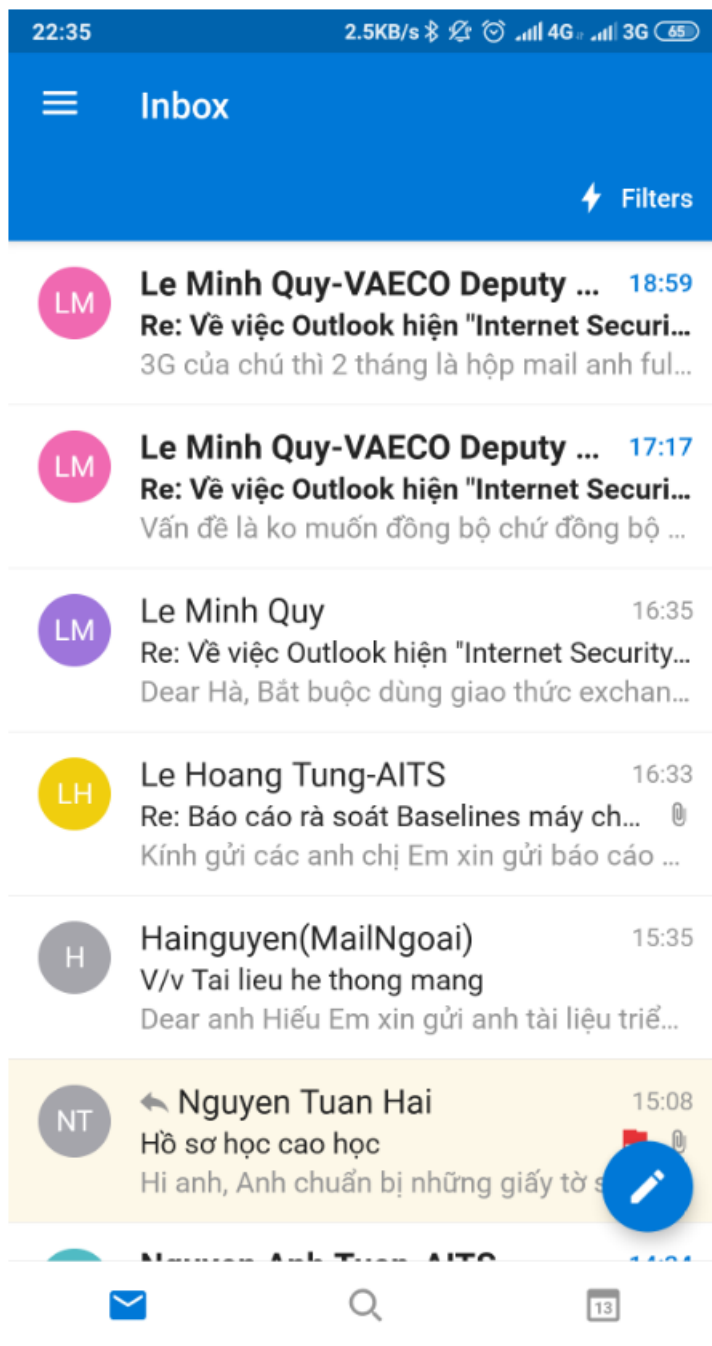 22:35 2.5KB/s 4G 3G 65
Inbox
Filters
LM Le Minh Quy-VAECO Deputy ... 18:59
Re: Về việc Outlook hiện "Internet Securi...
3G của chú thì 2 tháng là hộp mail anh ful...
LM Le Minh Quy-VAECO Deputy ... 17:17
Re: Về việc Outlook hiện "Internet Securi...
Vấn đề là ko muốn đồng bộ chứ đồng bộ ...
LM Le Minh Quy 16:35
Re: Về việc Outlook hiện "Internet Security...
Dear Hà, Bắt buộc dùng giao thức exchan...
LH Le Hoang Tung-AITS 16:33
Re: Báo cáo rà soát Baselines máy ch...
Kính gửi các anh chị Em xin gửi báo cáo ...
H Hainguyen(MailNgoai) 15:35
V/v Tai lieu he thong mang
Dear anh Hiếu Em xin gửi anh tài liệu triể...
NT Nguyen Tuan Hai 15:08
Hồ sơ học cao học
Hi anh, Anh chuẩn bị những giấy tờ
Nguyen Anh Tuan-AITS
13